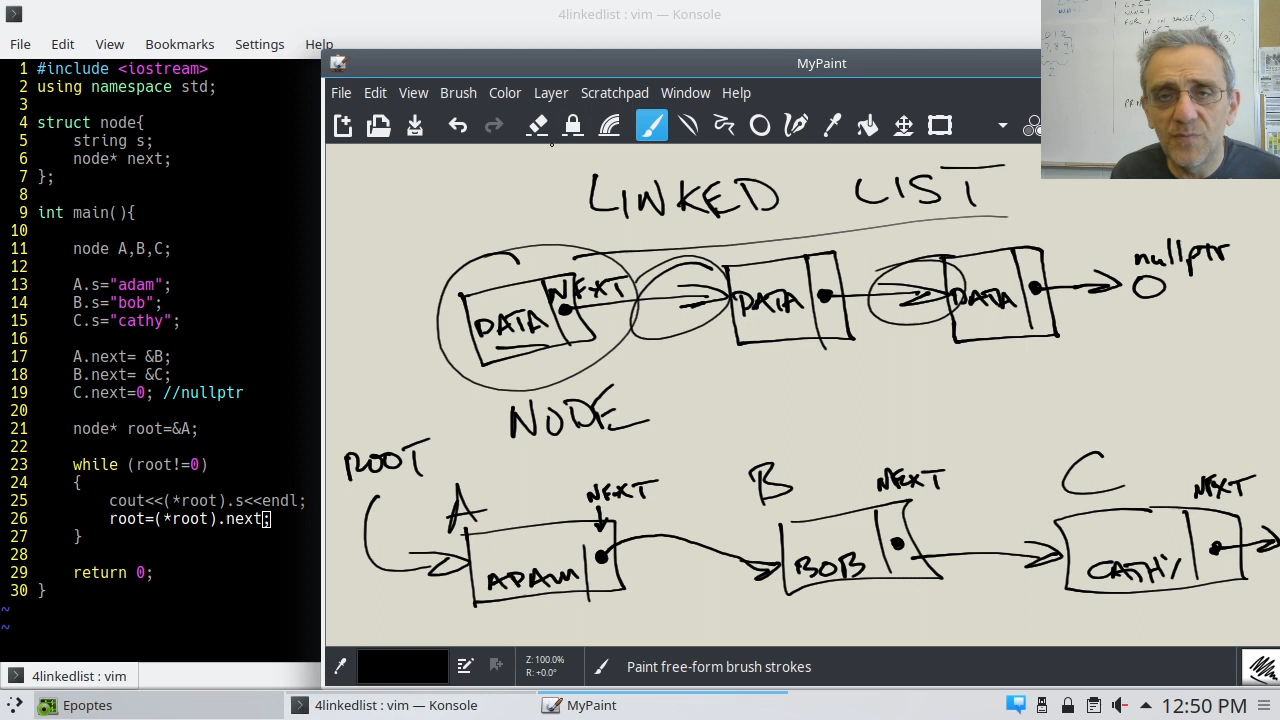 4linkedlist : vim — Konsole
File Edit View Bookmarks Settings Help
1 #include <iostream>
2 using namespace std;
3
4 struct node{
5     string s;
6     node* next;
7 };
8
9 int main(){
10
11     node A,B,C;
12
13     A.s="adam";
14     B.s="bob";
15     C.s="cathy";
16
17     A.next= &B;
18     B.next= &C;
19     C.next=0; //nullptr
20
21     node* root=&A;
22
23     while (root!=0)
24     {
25         cout<<(*root).s<<endl;
26         root=(*root).next;
27     }
28
29     return 0;
30 }
~
~
4linkedlist : vim
MyPaint
File Edit View Brush Color Layer Scratchpad Window Help
LINKED LIST
nullptr
NEXT
DATA DATA DATA
NODE
ROOT
A NEXT B NEXT C NEXT
ADAM BOB CATHY
Z: 100.0%
R: +0.0°
Paint free-form brush strokes
FOR X IN RANGE(3)
Epoptes 4linkedlist : vim — Konsole MyPaint 12:50 PM